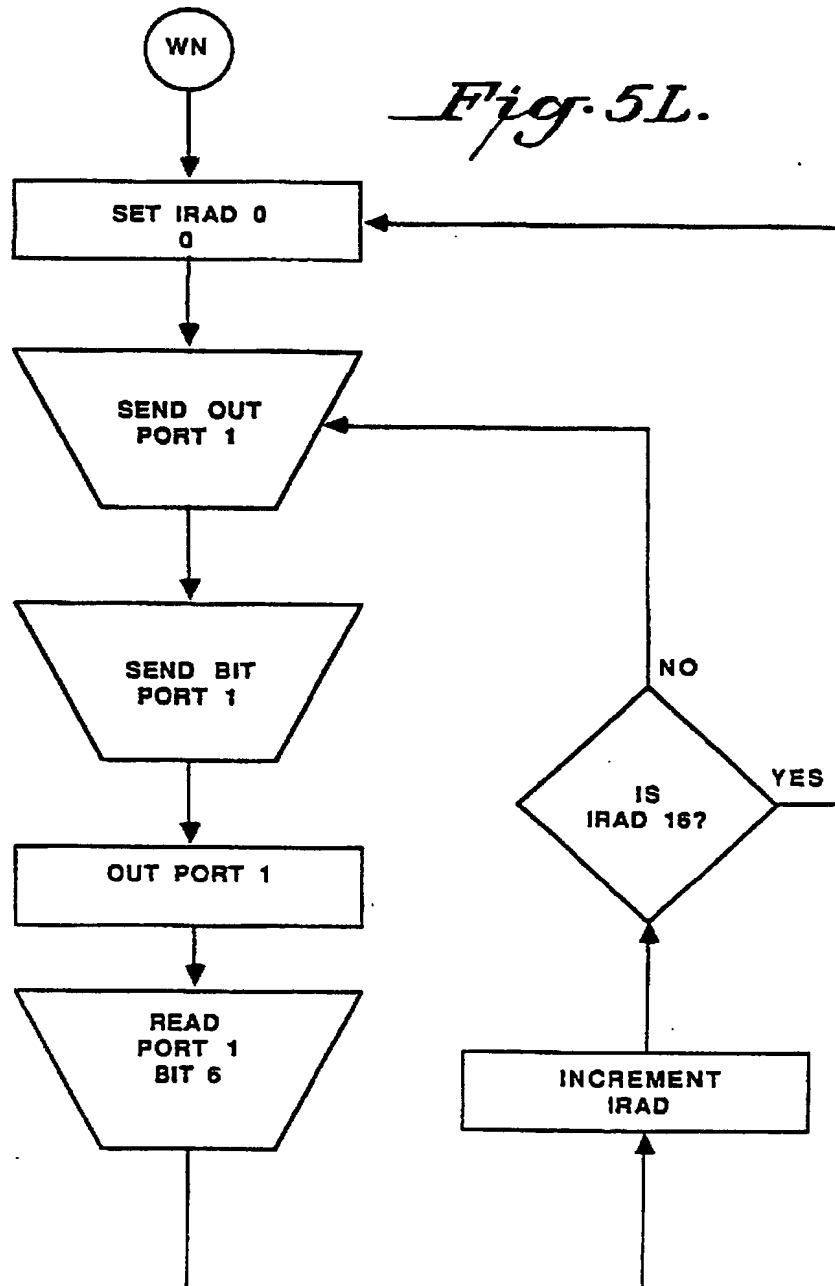 WN
Fig. 5L.
SET IRAD 0
0
SEND OUT
PORT 1
SEND BIT
PORT 1
OUT PORT 1
READ
PORT 1
BIT 6
NO
YES
IS
IRAD 16?
INCREMENT
IRAD